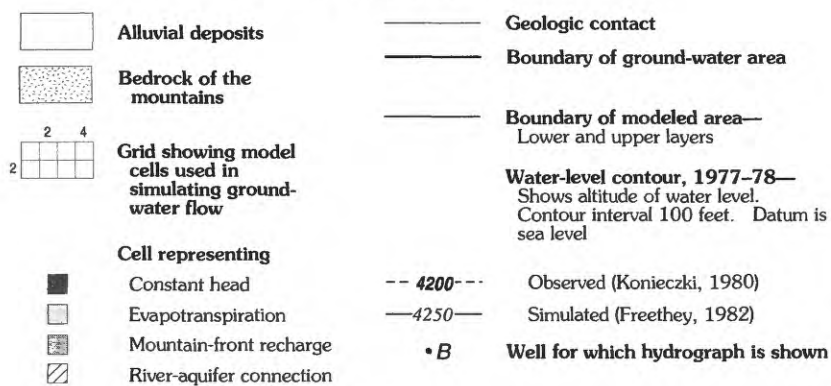 Alluvial deposits
Bedrock of the
mountains
2 4
2
Grid showing model
cells used in
simulating ground-
water flow
Cell representing
Constant head
Evapotranspiration
Mountain-front recharge
River-aquifer connection
Geologic contact
Boundary of ground-water area
Boundary of modeled area—
Lower and upper layers
Water-level contour, 1977–78—
Shows altitude of water level.
Contour interval 100 feet. Datum is
sea level
4200 Observed (Konieczki, 1980)
4250 Simulated (Freethey, 1982)
•B Well for which hydrograph is shown